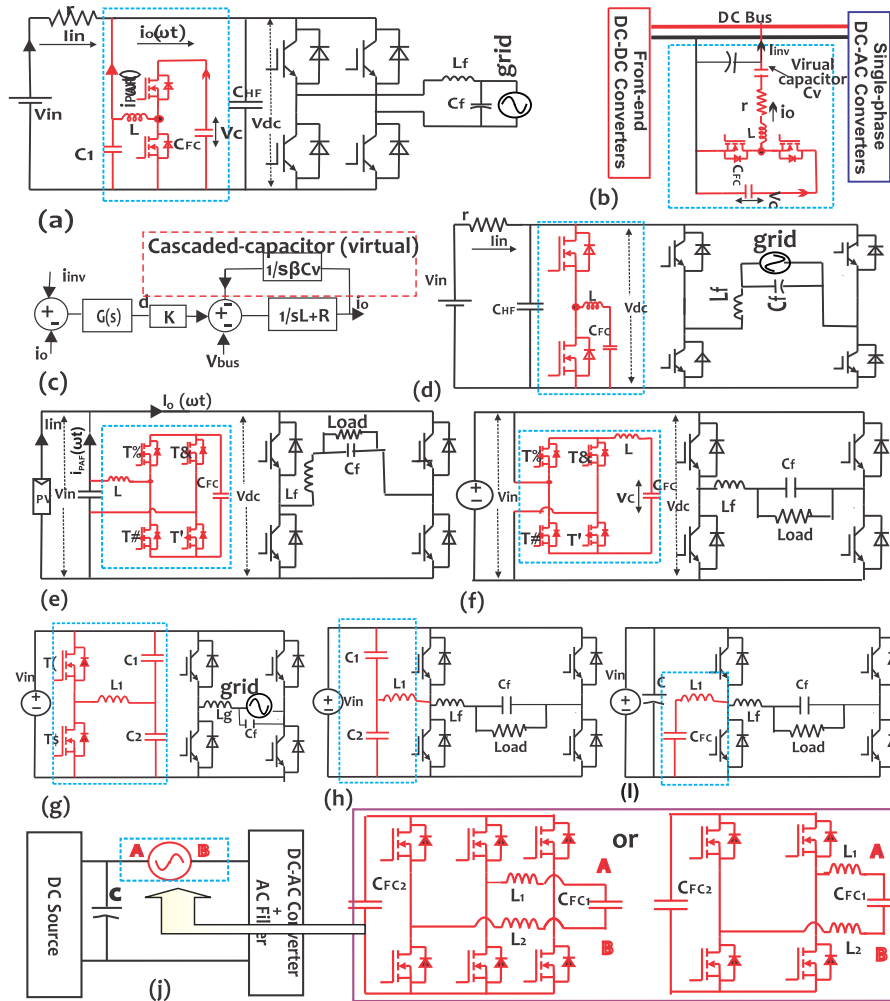 r
Iin
io(ωt)
Vin
L
C1
CFC
Vc
CHF
Vdc
Lf
Cf
grid
(a)
DC Bus
Front-end
DC-DC Converters
Single-phase
DC-AC Converters
Iinv
Virual
capacitor
Cv
r
io
L
CFC
Vc
(b)
Cascaded-capacitor (virtual)
1/sβCv
iinv
G(s)
d
K
1/sL+R
io
io
Vbus
(c)
r
Iin
Vin
CHF
L
CFC
Vdc
grid
Lf
Cf
(d)
Io (ωt)
Iin
iPAF(ωt)
PV
Vin
L
T%
T&
T#
T'
CFC
Vdc
Lf
Load
Cf
(e)
Vin
T%
T&
T#
T'
L
CFC
Vc
Vdc
Lf
Cf
Load
(f)
Vin
T(
T$
L1
C1
C2
Lg
grid
Cf
(g)
Vin
C1
C2
L1
Lf
Cf
Load
(h)
Vin
C
L1
CFC
Lf
Cf
Load
(l)
DC Source
C
A B
DC-AC Converter
+
AC Filter
(j)
CFC2
L1
L2
CFC1
A
B
or
CFC2
L1
L2
CFC1
A
B